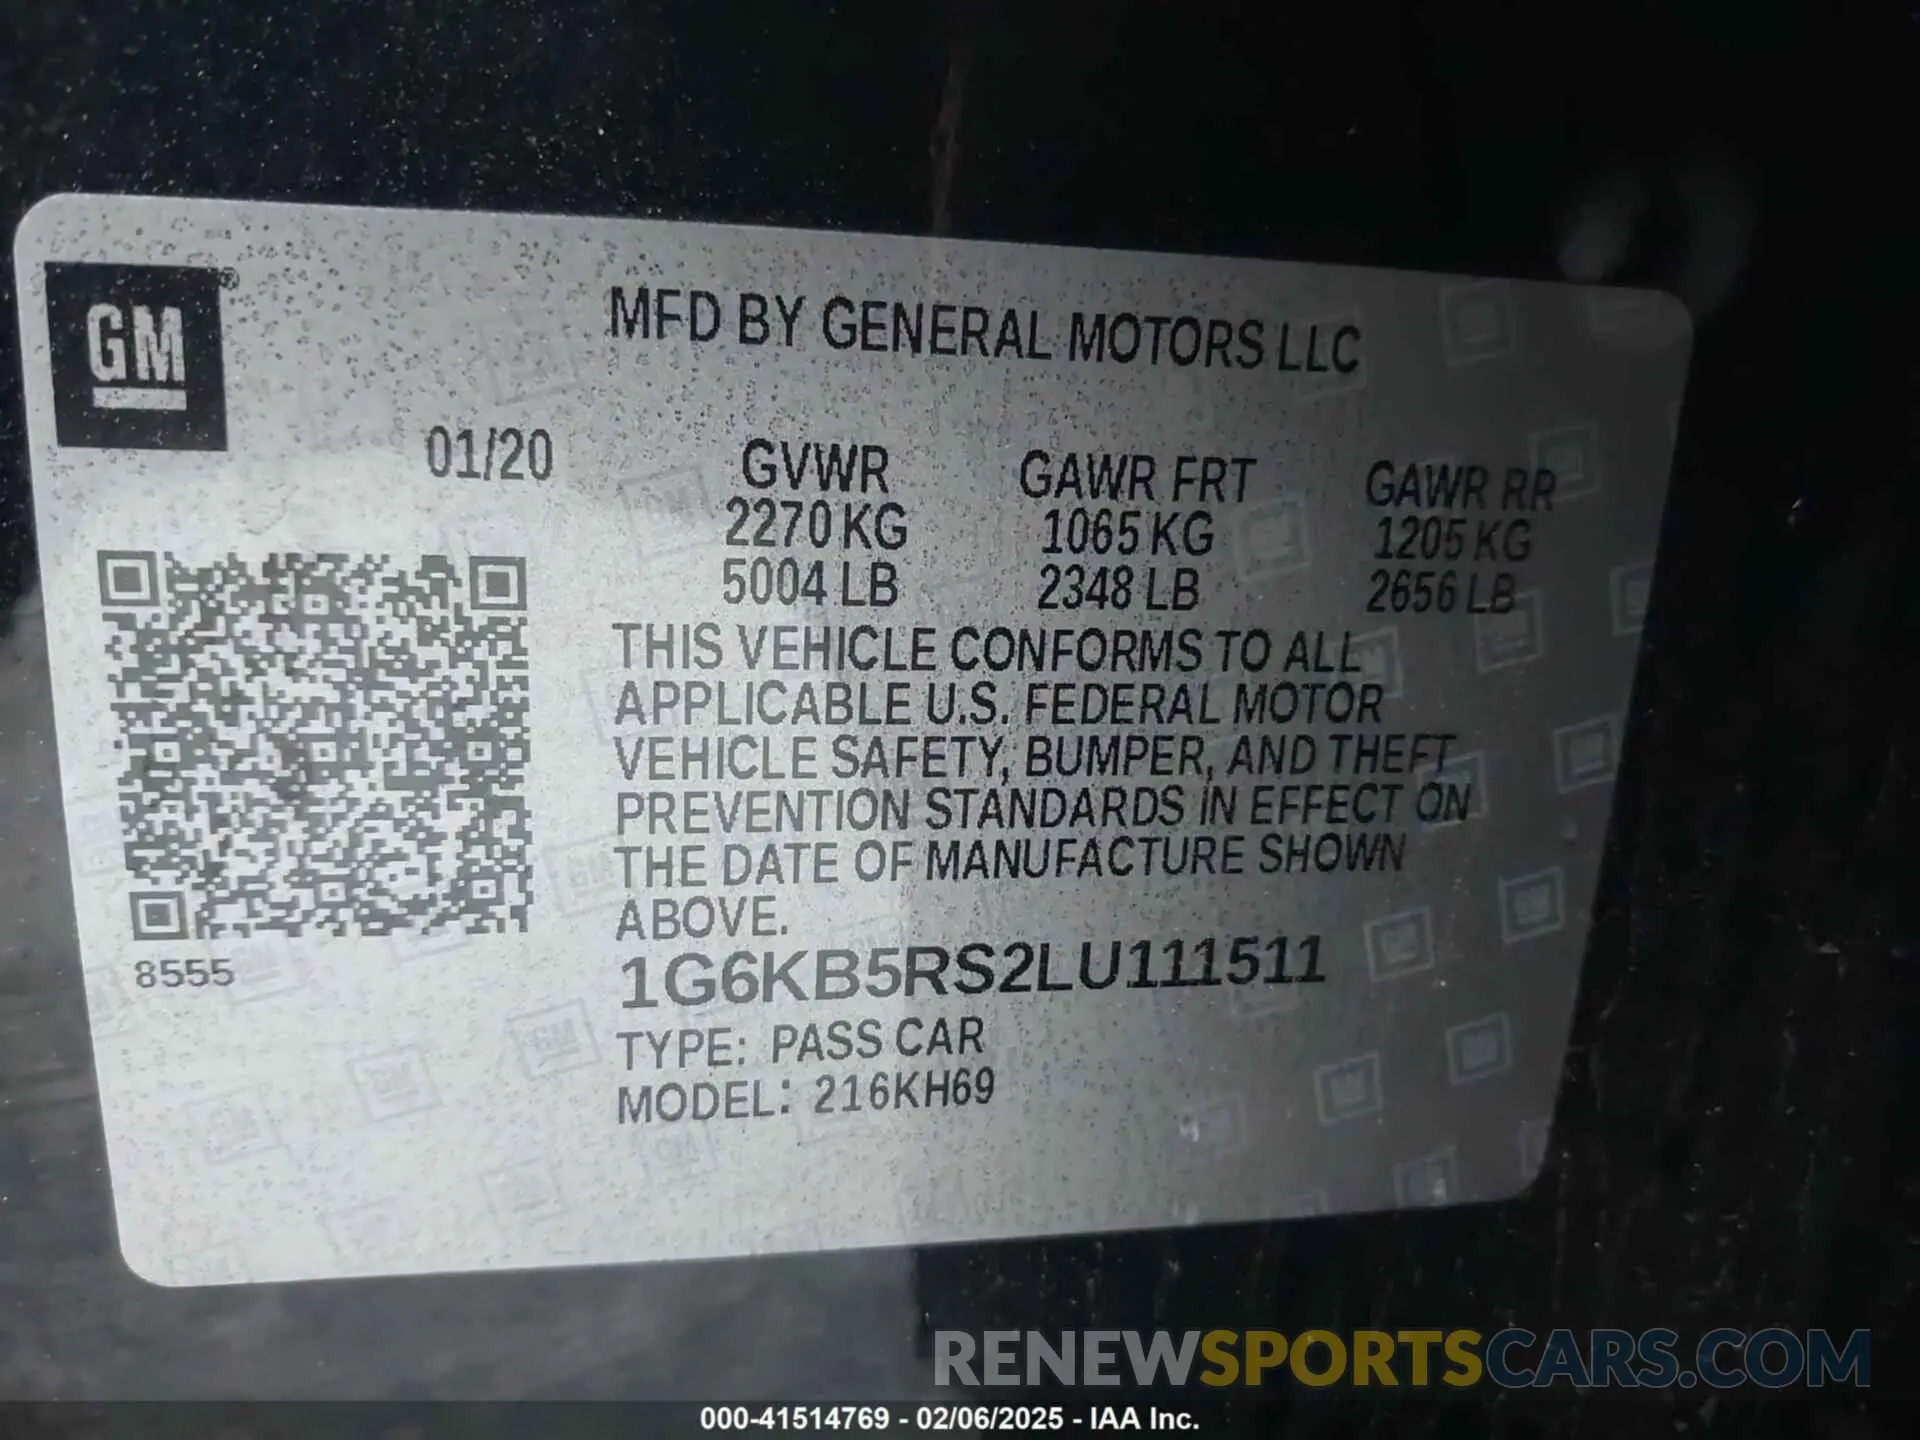 GM®
MFD BY GENERAL MOTORS LLC
01/20
GVWR GAWR FRT GAWR RR
2270 KG 1065 KG 1205 KG
5004 LB 2348 LB 2656 LB
THIS VEHICLE CONFORMS TO ALL
APPLICABLE U.S. FEDERAL MOTOR
VEHICLE SAFETY, BUMPER, AND THEFT
PREVENTION STANDARDS IN EFFECT ON
THE DATE OF MANUFACTURE SHOWN
ABOVE.
8555
1G6KB5RS2LU111511
TYPE: PASS CAR
MODEL: 216KH69
RENEWSPORTSCARS.COM
000-41514769 - 02/06/2025 - IAA Inc.